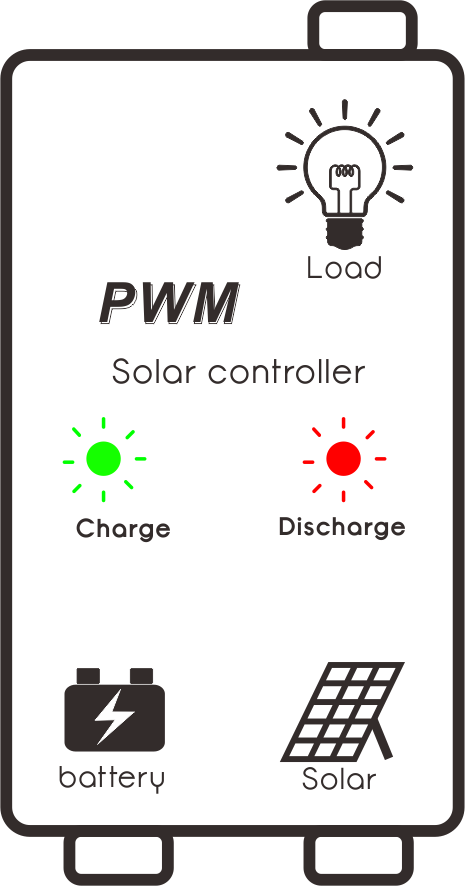 Load
PWM
Solar controller
Charge
Discharge
battery
Solar